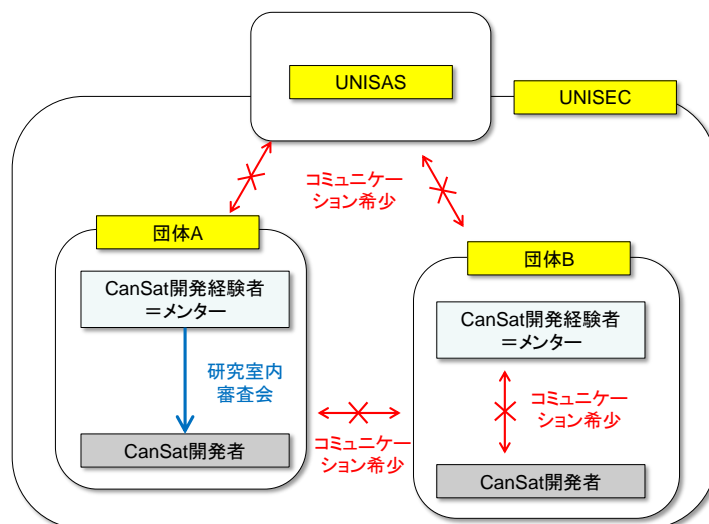 UNISAS
UNISEC
コミュニケー
ション希少
団体A
CanSat開発経験者
＝メンター
研究室内
審査会
CanSat開発者
コミュニケー
ション希少
団体B
CanSat開発経験者
＝メンター
コミュニケー
ション希少
CanSat開発者